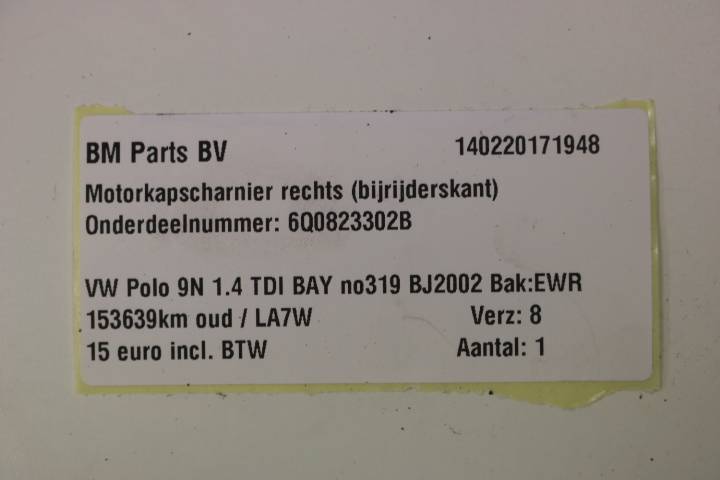 BM Parts BV 140220171948
Motorkapscharnier rechts (bijrijderskant)
Onderdeelnummer: 6Q0823302B
VW Polo 9N 1.4 TDI BAY no319 BJ2002 Bak:EWR
153639km oud / LA7W Verz: 8
15 euro incl. BTW Aantal: 1